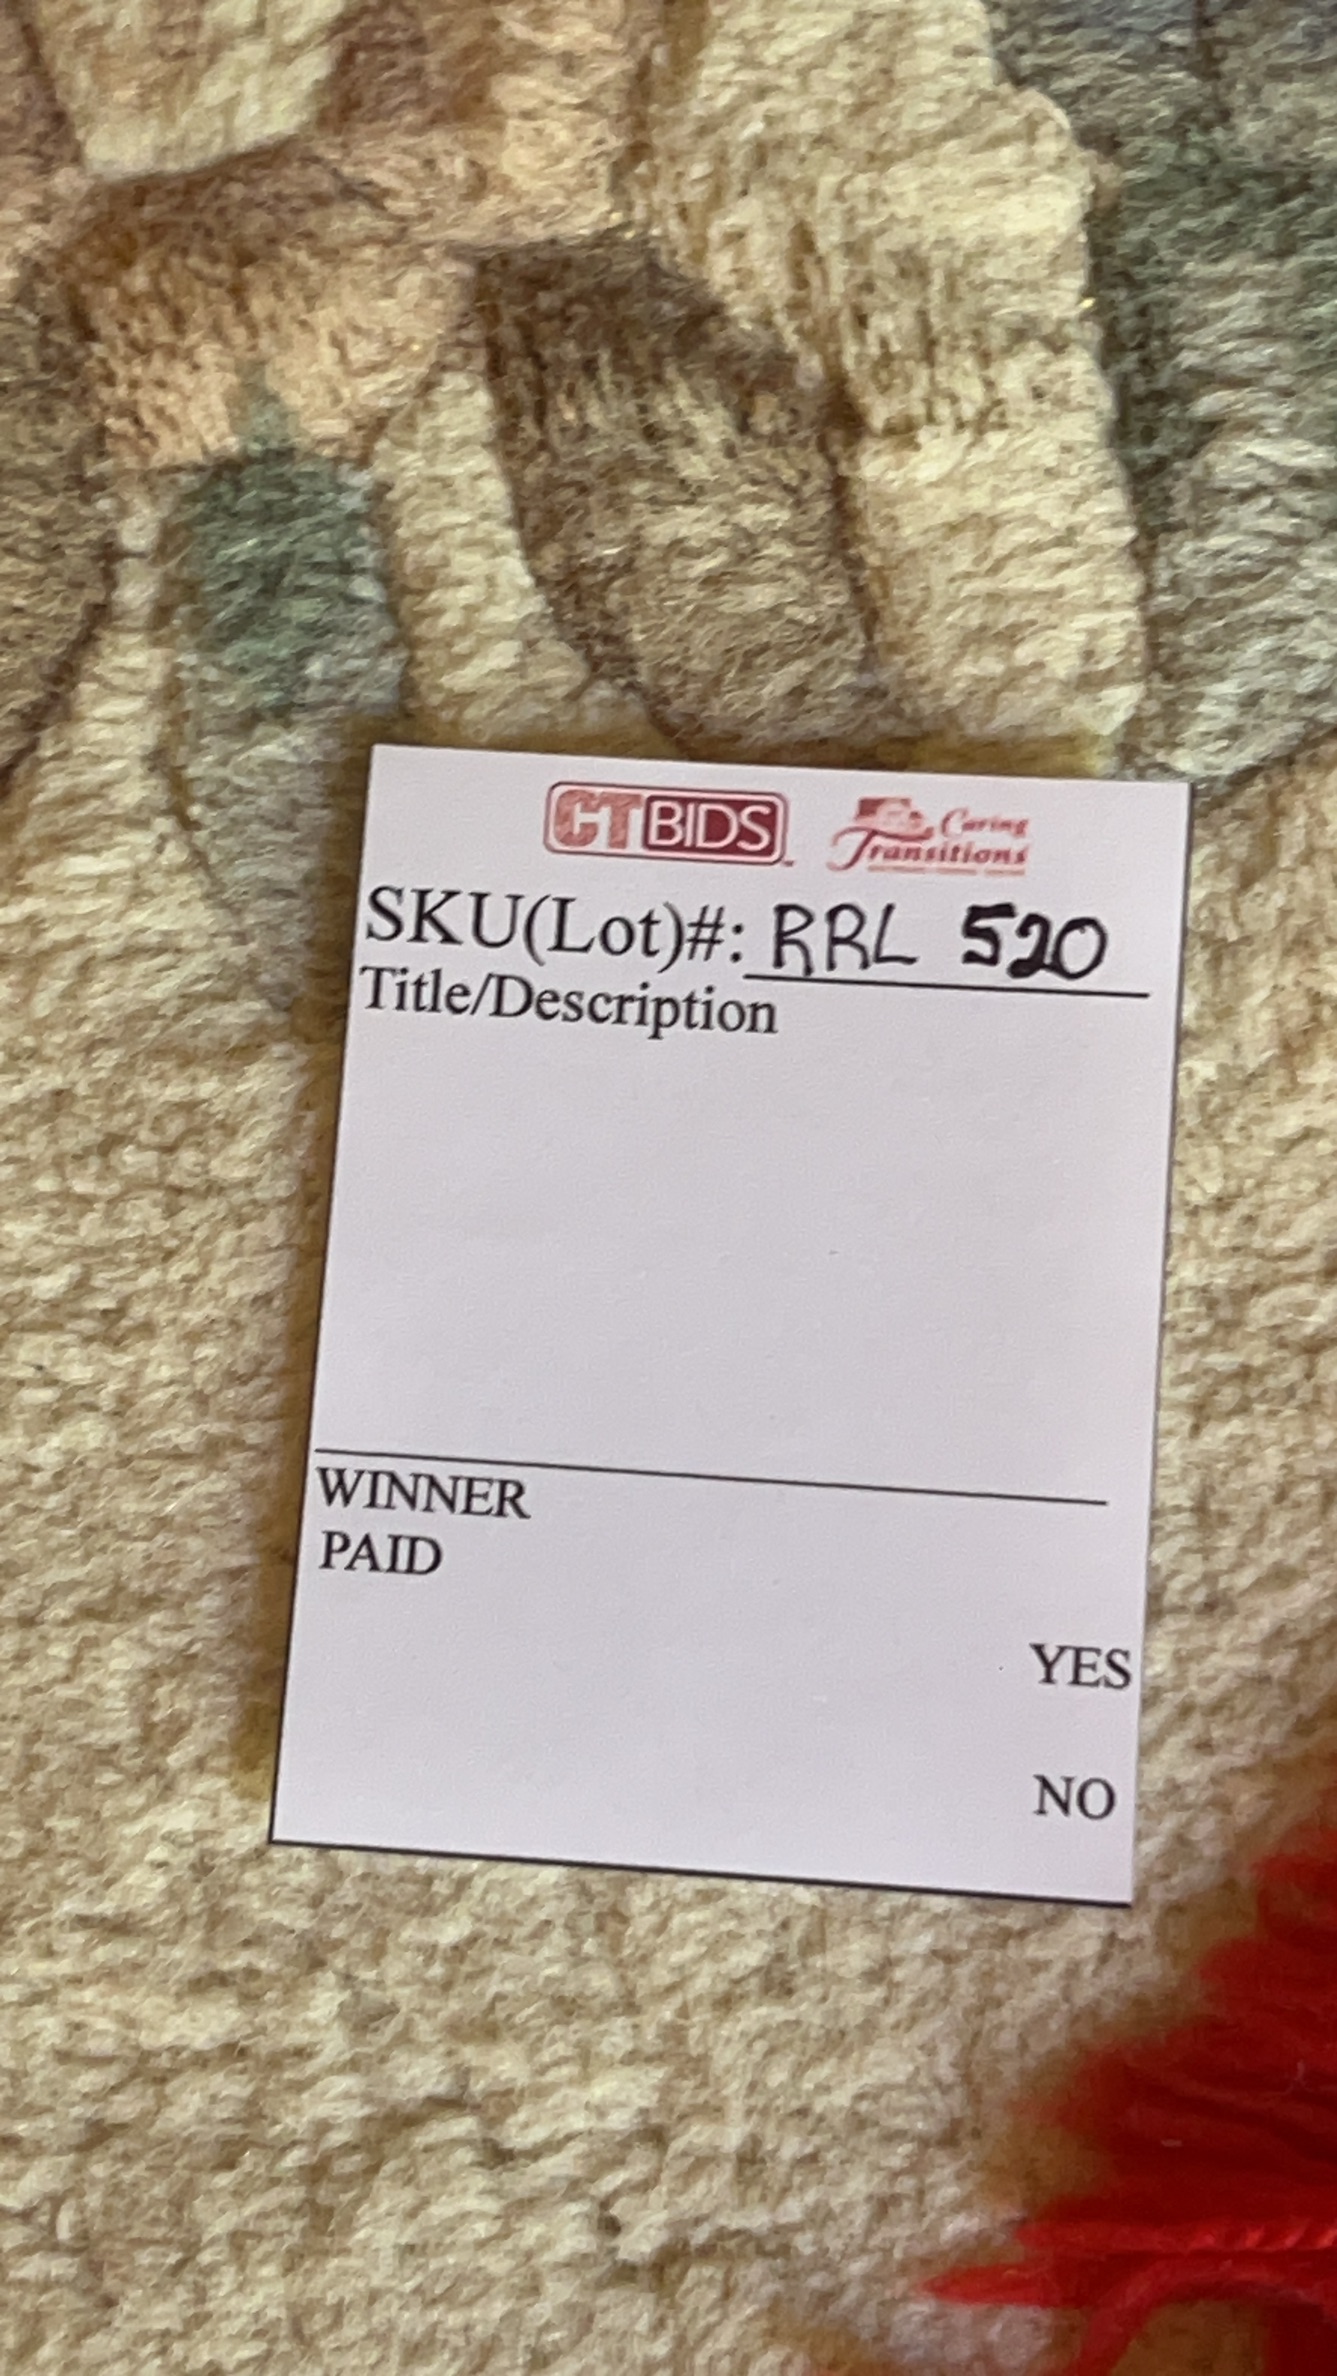 CTBIDS Caring Transitions
SKU(Lot)#: RRL 520
Title/Description
WINNER
PAID
YES
NO